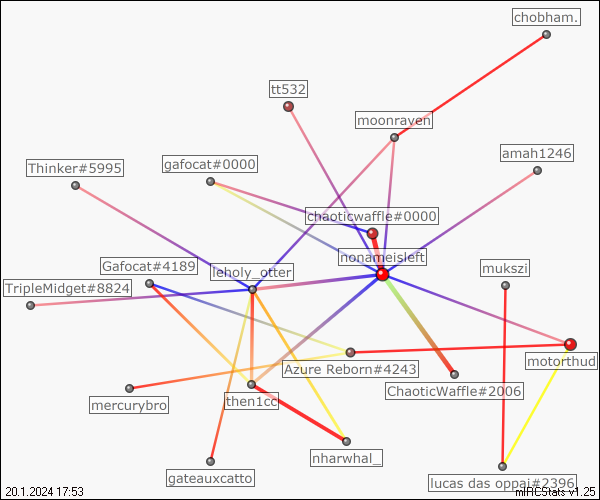 chobham.
tt532
moonraven
amah1246
gafocat#0000
Thinker#5995
chaoticwaffle#0000
nonameisleft
Gafocat#4189
leholy_otter
mukszi
TripleMidget#8824
Azure Reborn#4243
motorthud
ChaoticWaffle#2006
mercurybro
then1cc
nharwhal_
gateauxcatto
lucas das oppai#2396
20.1.2024 17:53
mIRCStats v1.25